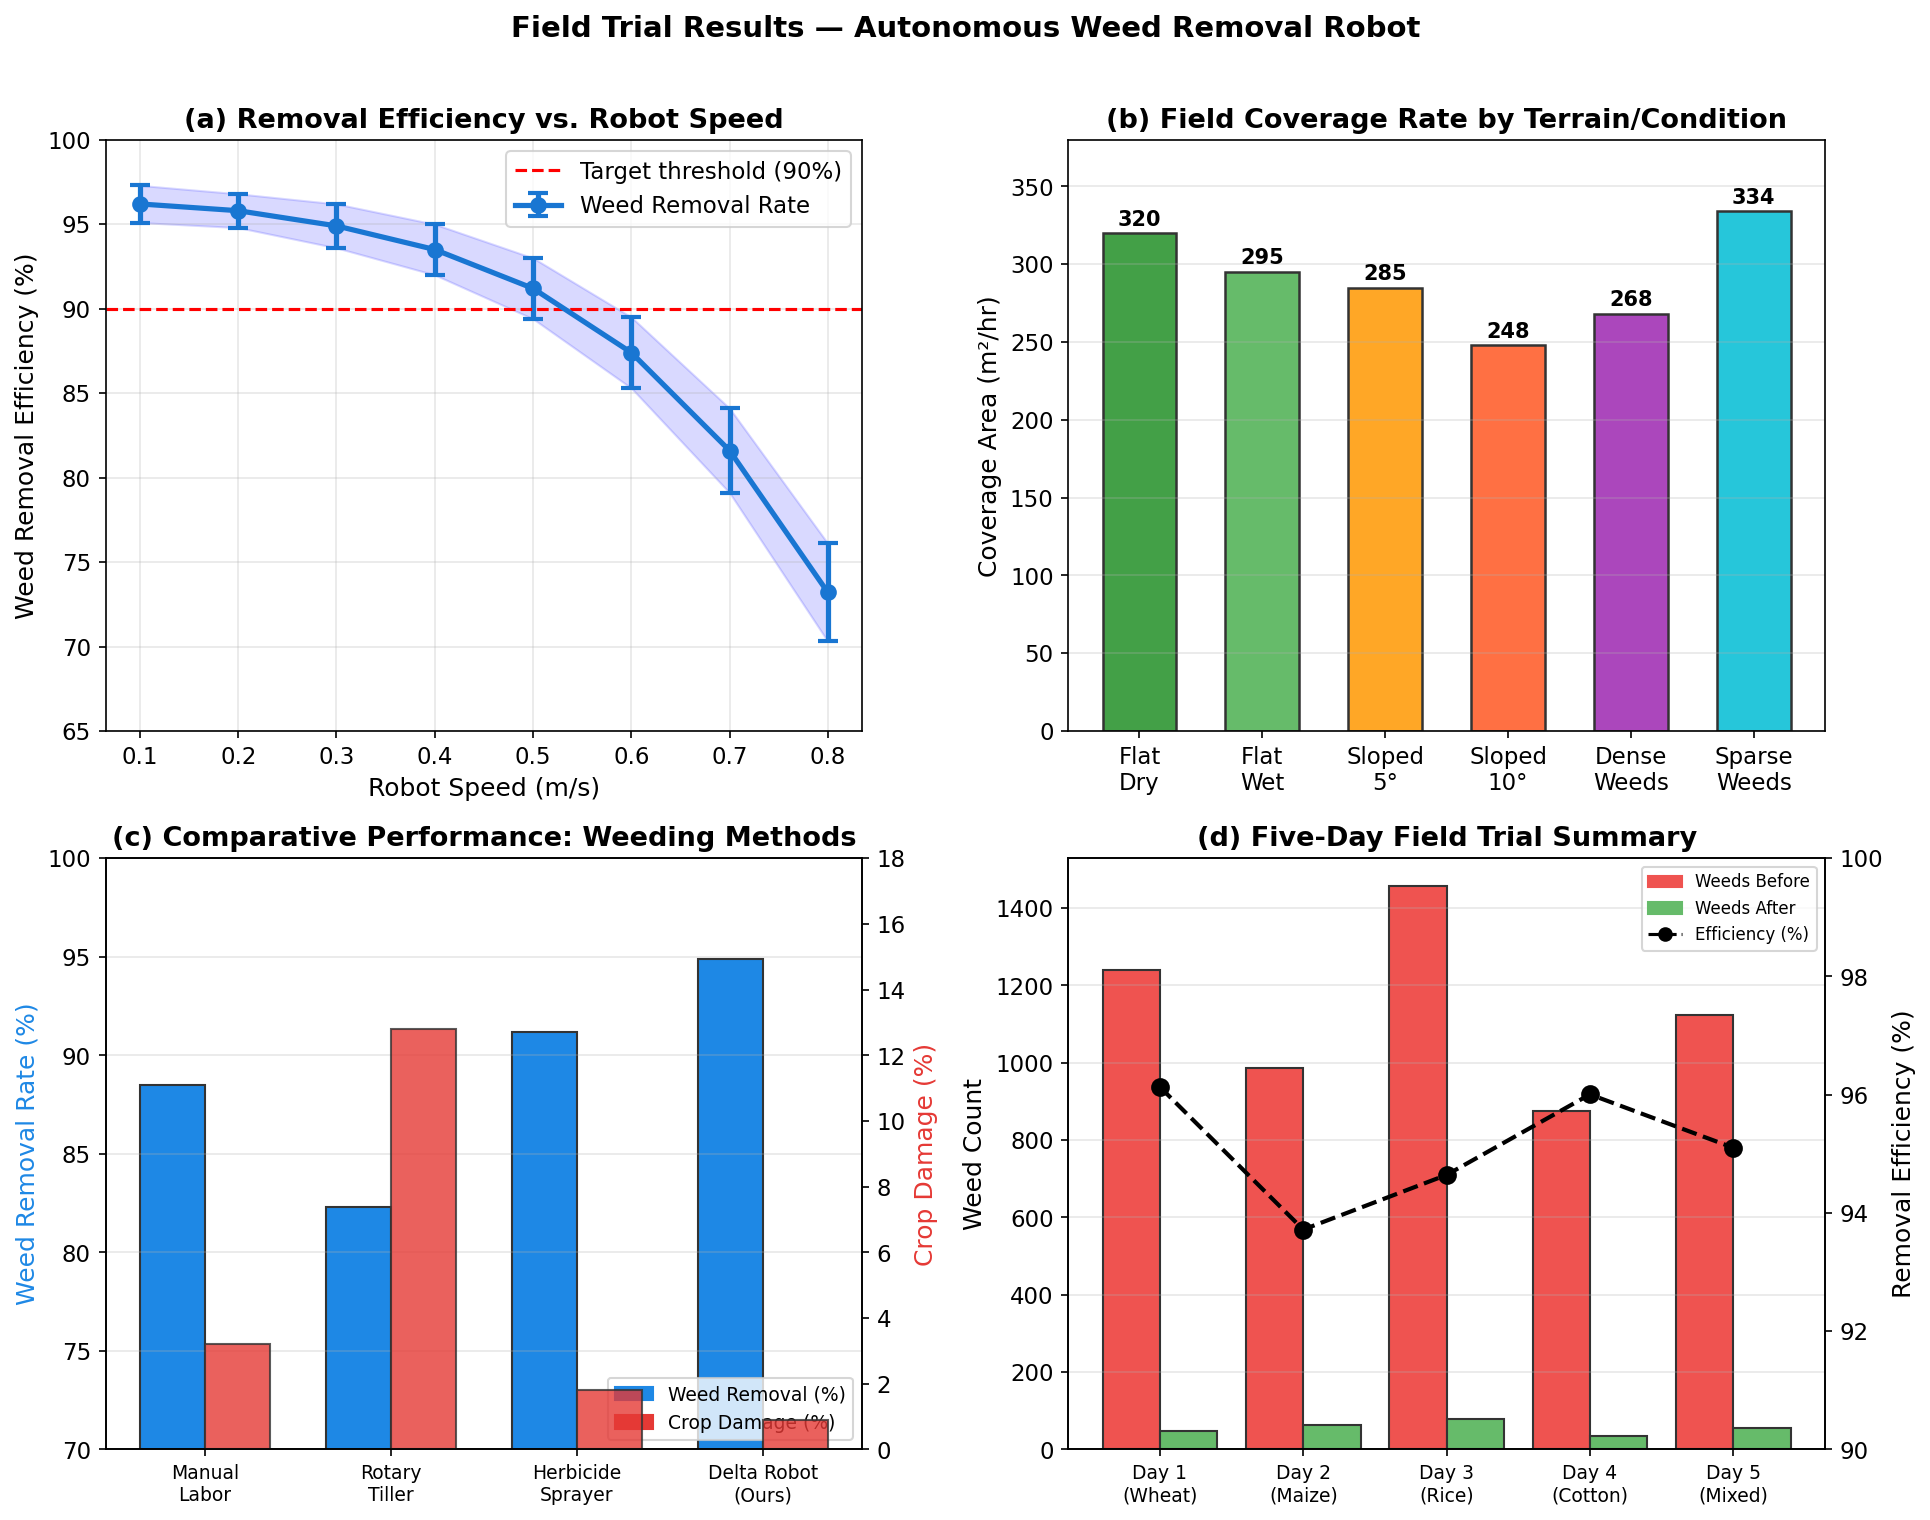 Field Trial Results — Autonomous Weed Removal Robot
(a) Removal Efficiency vs. Robot Speed
Weed Removal Efficiency (%)
100
95
90
85
80
75
70
65
Target threshold (90%)
Weed Removal Rate
0.1 0.2 0.3 0.4 0.5 0.6 0.7 0.8
Robot Speed (m/s)
(b) Field Coverage Rate by Terrain/Condition
Coverage Area (m²/hr)
350
300
250
200
150
100
50
0
320
295
285
248
268
334
Flat
Dry
Flat
Wet
Sloped
5°
Sloped
10°
Dense
Weeds
Sparse
Weeds
(c) Comparative Performance: Weeding Methods
Weed Removal Rate (%)
100
95
90
85
80
75
70
18
16
14
12
10
8
6
4
2
0
Crop Damage (%)
Weed Removal (%)
Crop Damage (%)
Manual
Labor
Rotary
Tiller
Herbicide
Sprayer
Delta Robot
(Ours)
(d) Five-Day Field Trial Summary
Weed Count
1400
1200
1000
800
600
400
200
0
Weeds Before
Weeds After
Efficiency (%)
100
98
96
94
92
90
Removal Efficiency (%)
Day 1
(Wheat)
Day 2
(Maize)
Day 3
(Rice)
Day 4
(Cotton)
Day 5
(Mixed)